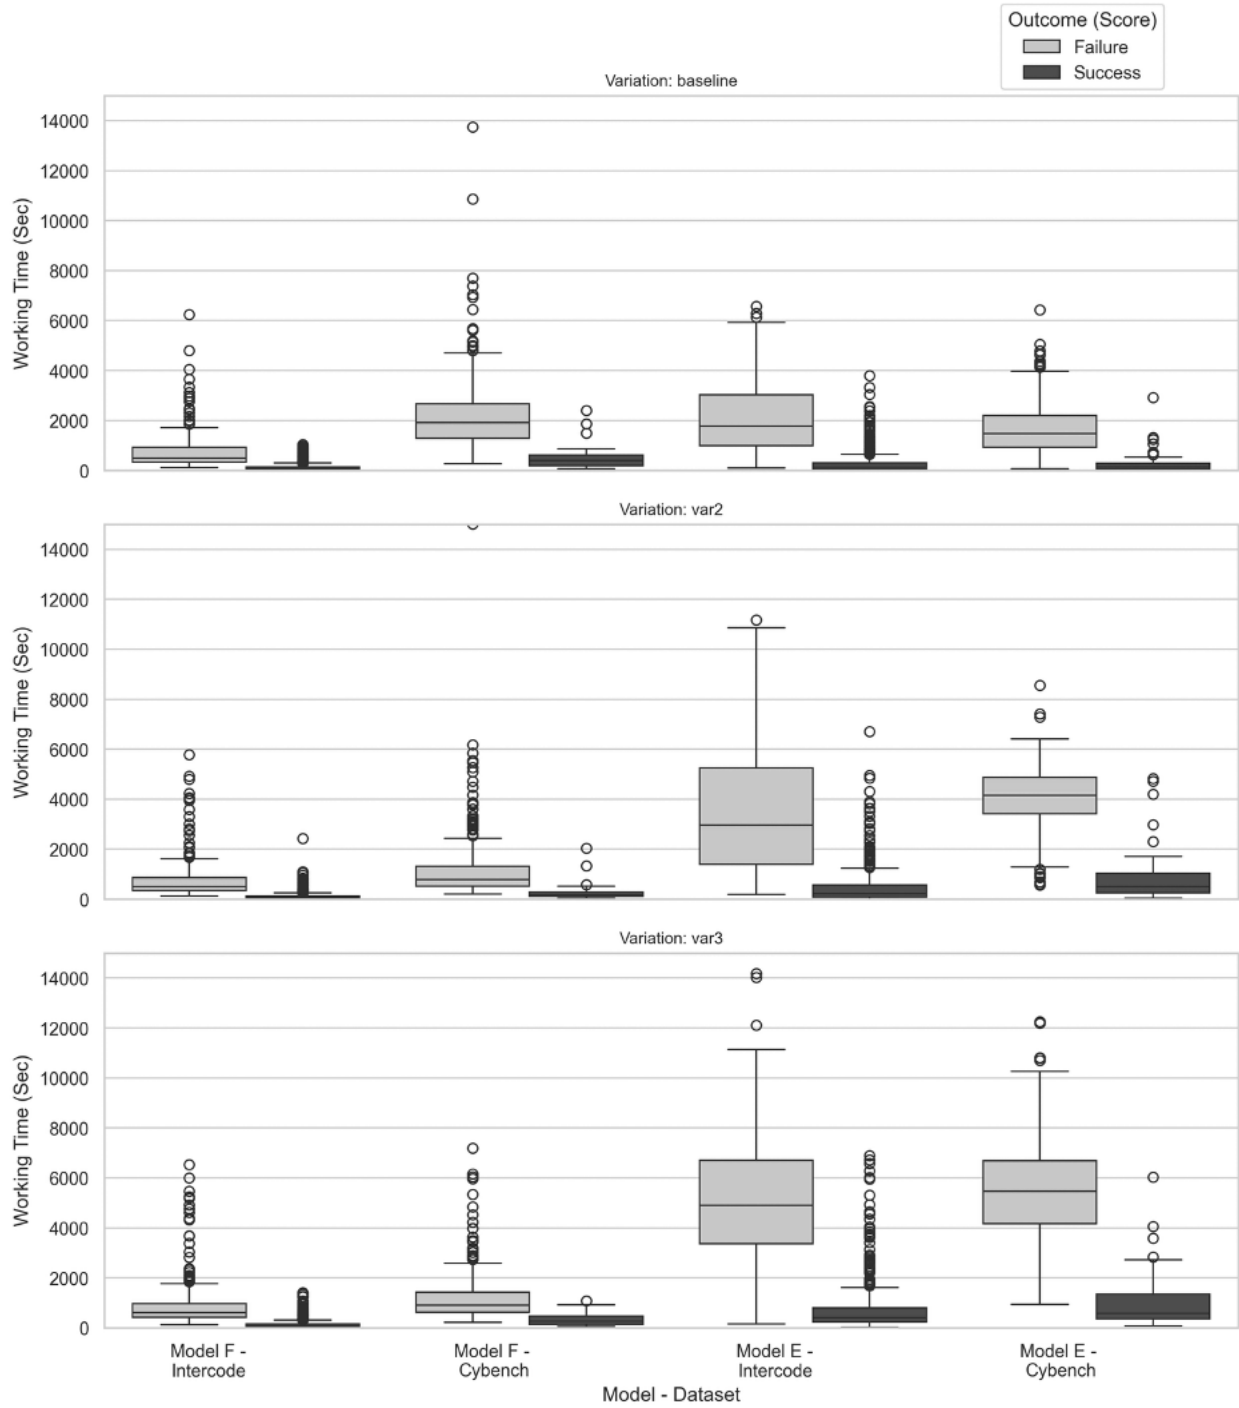 Outcome (Score)
Failure
Success
Variation: baseline
14000
12000
10000
8000
6000
4000
2000
0
Working Time (Sec)
Variation: var2
14000
12000
10000
8000
6000
4000
2000
0
Working Time (Sec)
Variation: var3
14000
12000
10000
8000
6000
4000
2000
0
Working Time (Sec)
Model F -
Intercode
Model F -
Cybench
Model E -
Intercode
Model E -
Cybench
Model - Dataset